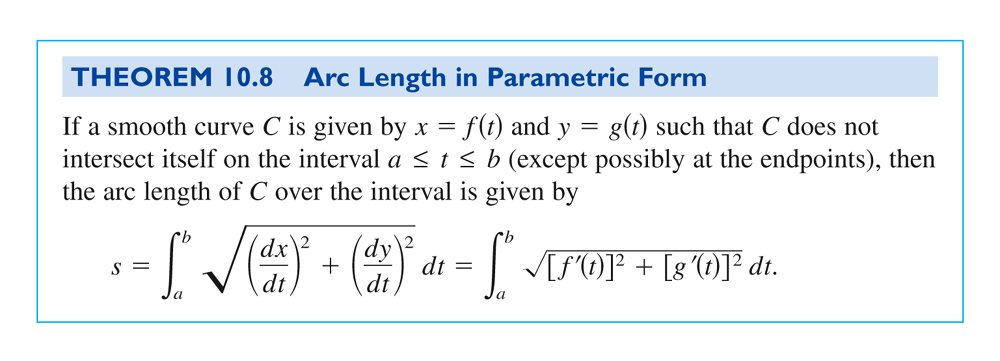 THEOREM 10.8 Arc Length in Parametric Form
If a smooth curve C is given by x = f(t) and y = g(t) such that C does not
intersect itself on the interval a ≤ t ≤ b (except possibly at the endpoints), then
the arc length of C over the interval is given by
s = ∫_a^b √((dx/dt)² + (dy/dt)²) dt = ∫_a^b √([f′(t)]² + [g′(t)]²) dt.